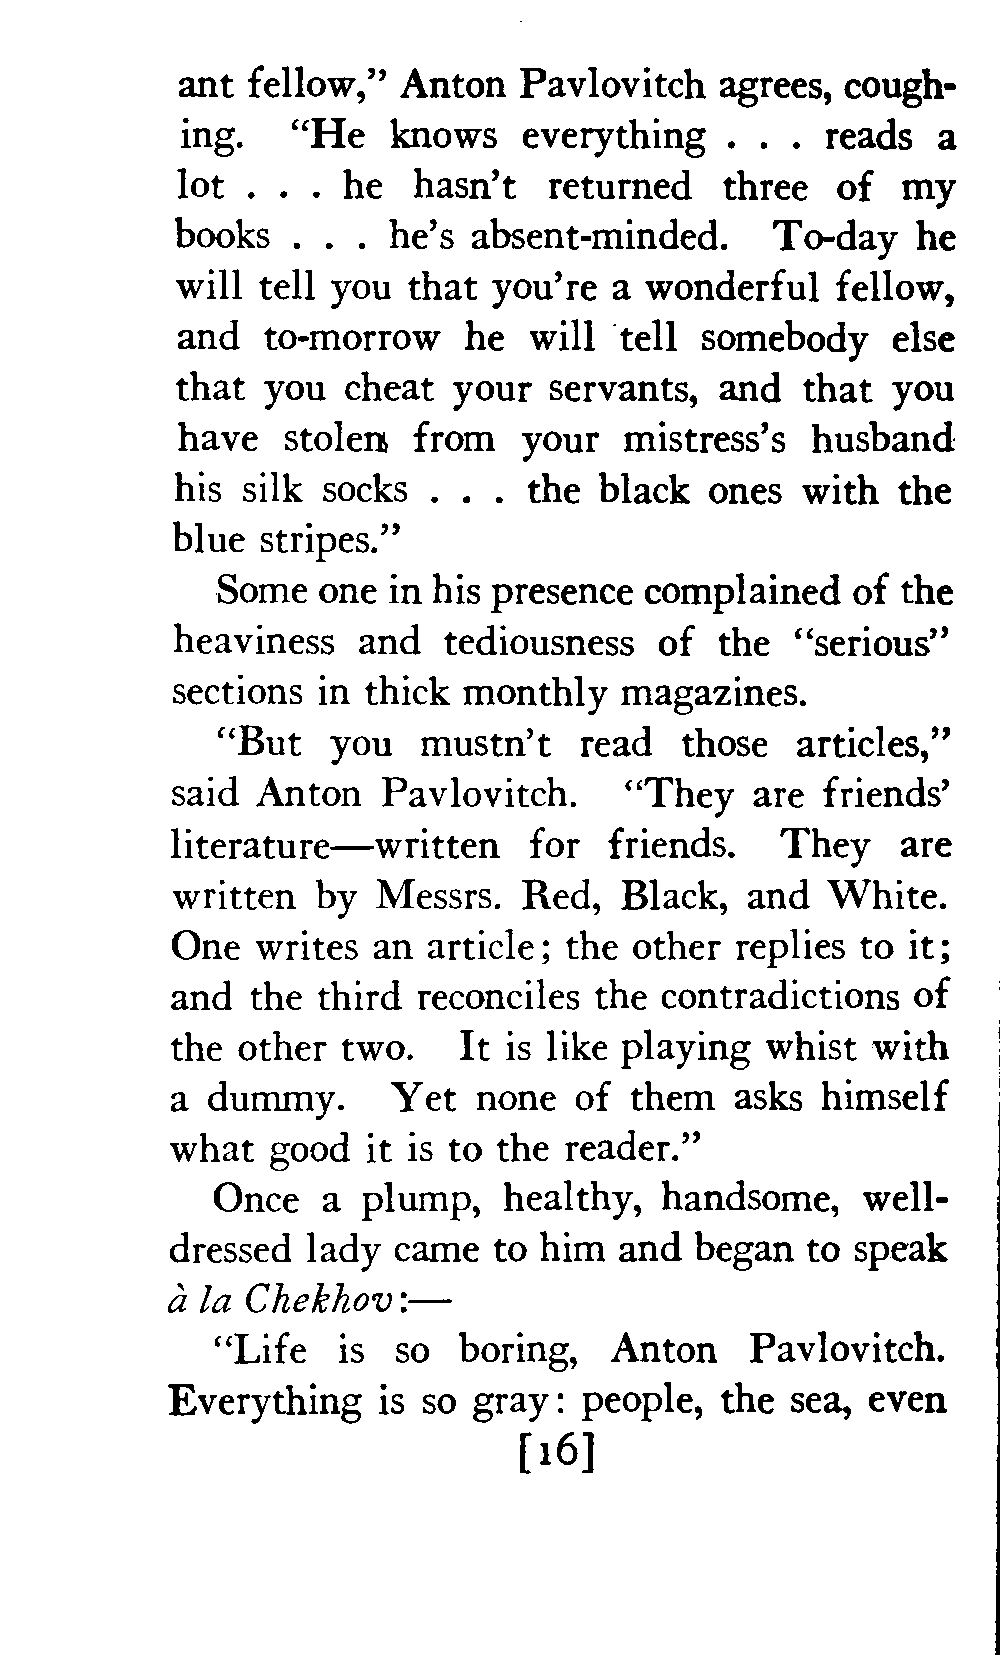 ant fellow,” Anton Pavlovitch agrees, cough-
ing. “He knows everything . . . reads a
lot . . . he hasn’t returned three of my
books . . . he’s absent-minded. To-day he
will tell you that you’re a wonderful fellow,
and to-morrow he will tell somebody else
that you cheat your servants, and that you
have stolen from your mistress’s husband
his silk socks . . . the black ones with the
blue stripes.”
Some one in his presence complained of the
heaviness and tediousness of the “serious”
sections in thick monthly magazines.
“But you mustn’t read those articles,”
said Anton Pavlovitch. “They are friends’
literature—written for friends. They are
written by Messrs. Red, Black, and White.
One writes an article; the other replies to it;
and the third reconciles the contradictions of
the other two. It is like playing whist with
a dummy. Yet none of them asks himself
what good it is to the reader.”
Once a plump, healthy, handsome, well-
dressed lady came to him and began to speak
à la Chekhov:—
“Life is so boring, Anton Pavlovitch.
Everything is so gray: people, the sea, even
[16]